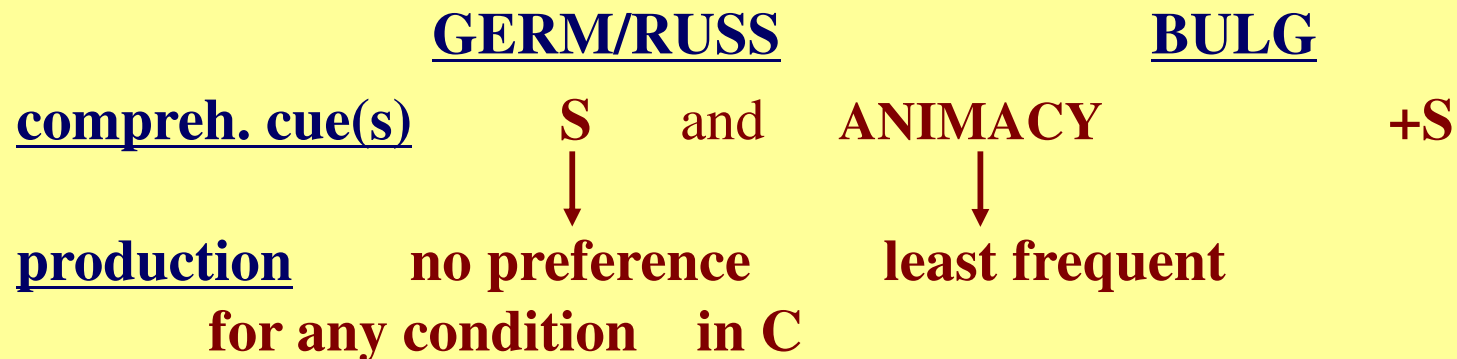 GERM/RUSS BULG
compreh. cue(s) S and ANIMACY +S
production no preference least frequent
for any condition in C